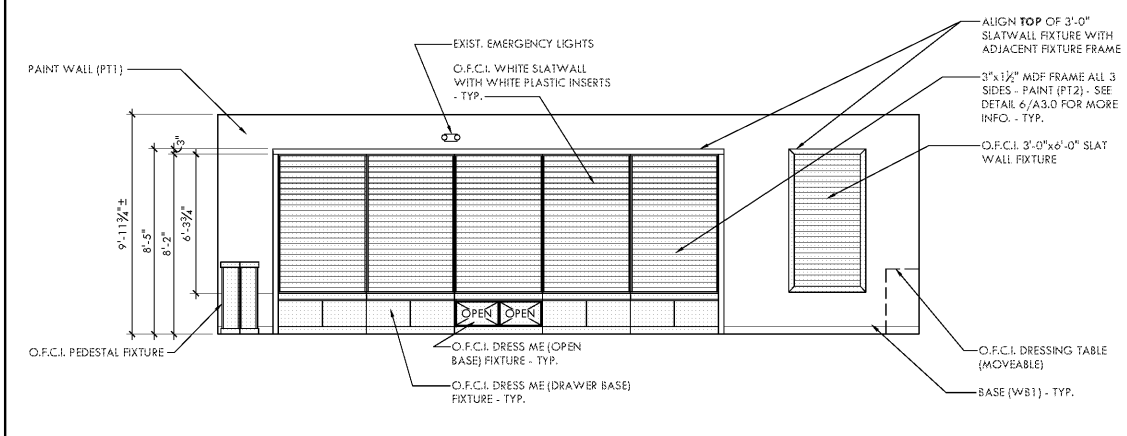 ALIGN TOP OF 3'-0"
SLATWALL FIXTURE WITH
ADJACENT FIXTURE FRAME
EXIST. EMERGENCY LIGHTS
PAINT WALL (PT1)
O.F.C.I. WHITE SLATWALL
WITH WHITE PLASTIC INSERTS
- TYP.
3"x1½" MDF FRAME ALL 3
SIDES - PAINT (PT2) - SEE
DETAIL 6/A3.0 FOR MORE
INFO. - TYP.
O.F.C.I. 3'-0"x6'-0" SLAT
WALL FIXTURE
3"
9'-11¾" ±
8'-5"
8'-2"
6'-3¾"
OPEN OPEN
O.F.C.I. PEDESTAL FIXTURE
O.F.C.I. DRESS ME (OPEN
BASE) FIXTURE - TYP.
O.F.C.I. DRESS ME (DRAWER BASE)
FIXTURE - TYP.
O.F.C.I. DRESSING TABLE
(MOVEABLE)
BASE (WB1) - TYP.